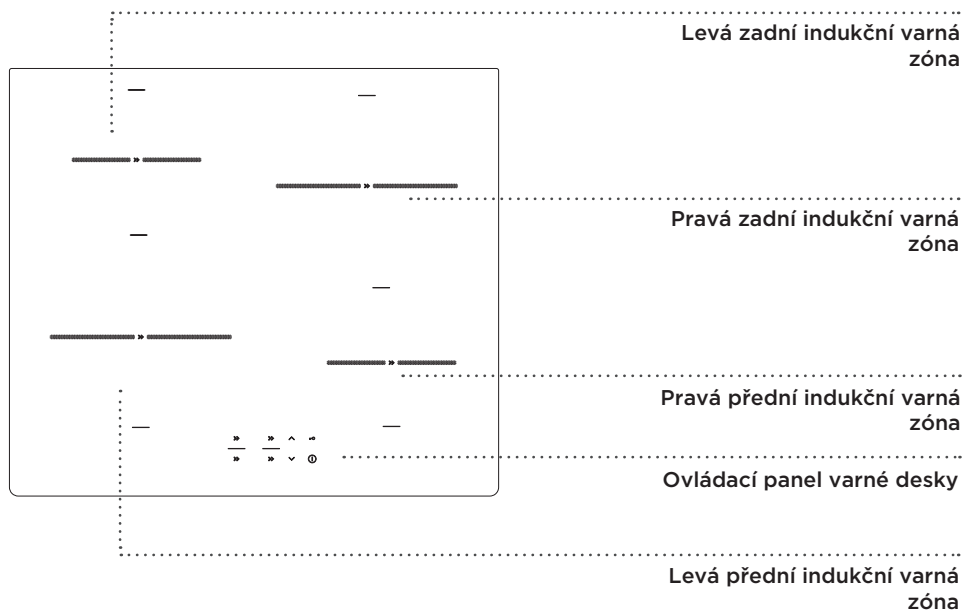 Levá zadní indukční varná
zóna
Pravá zadní indukční varná
zóna
Pravá přední indukční varná
zóna
Ovládací panel varné desky
Levá přední indukční varná
zóna